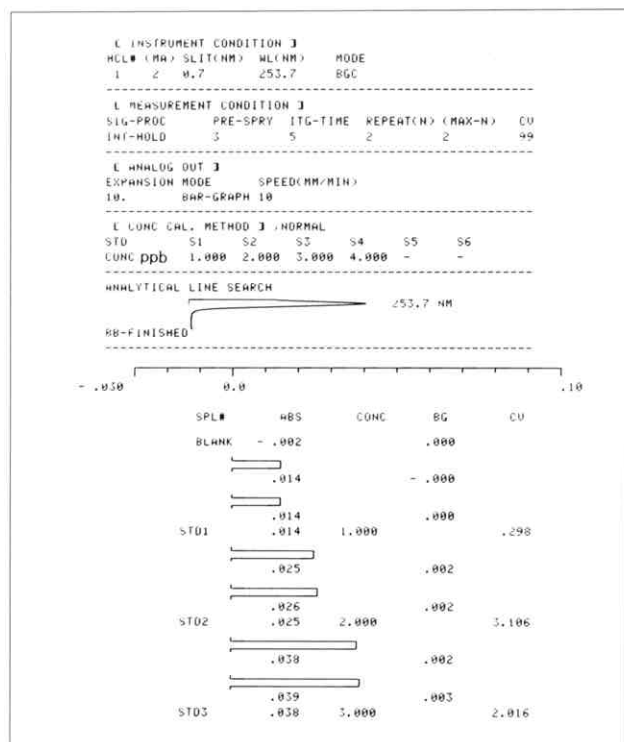 [ INSTRUMENT CONDITION ]
HCL# (MA) SLIT(NM) WL(NM) MODE
1 2 0.7 253.7 BGC
[ MEASUREMENT CONDITION ]
SIG-PROC PRE-SPRY ITG-TIME REPEAT(N) (MAX-N) CV
INT-HOLD 3 5 2 2 99
[ ANALOG OUT ]
EXPANSION MODE SPEED(MM/MIN)
10. BAR-GRAPH 10
[ CONC CAL. METHOD ] ,NORMAL
STD S1 S2 S3 S4 S5 S6
CONC ppb 1.000 2.000 3.000 4.000 - -
ANALYTICAL LINE SEARCH
253.7 NM
BB-FINISHED
- .030 0.0 .10
SPL# ABS CONC BG CV
BLANK - .002 .000
.014 - .000
.014 .000
STD1 .014 1.000 .298
.025 .002
.026 .002
STD2 .025 2.000 3.106
.038 .002
.039 .003
STD3 .038 3.000 2.016